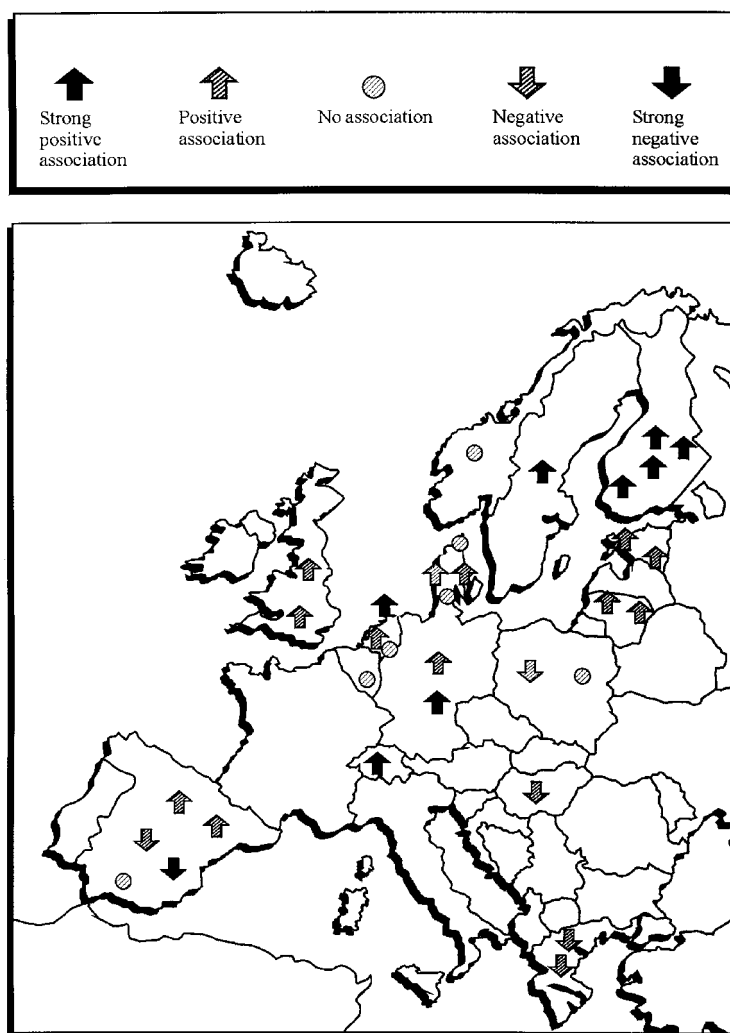 Strong
positive
association
Positive
association
No association
Negative
association
Strong
negative
association